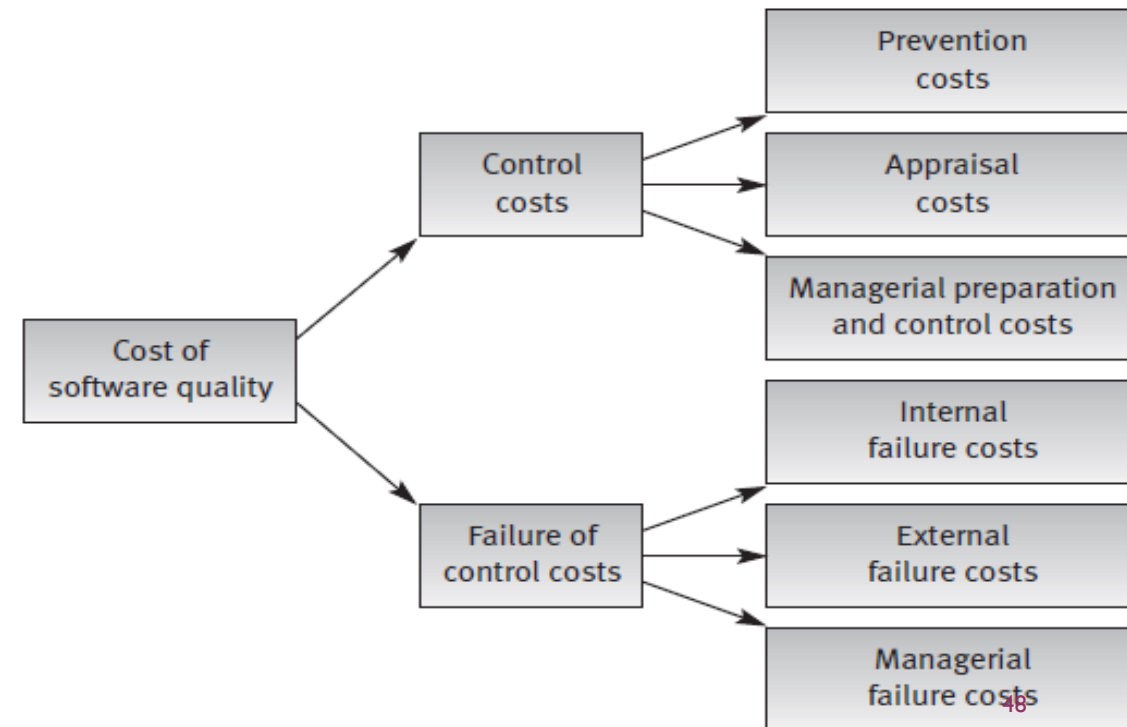 Prevention
costs
Control
costs
Appraisal
costs
Managerial preparation
and control costs
Cost of
software quality
Internal
failure costs
Failure of
control costs
External
failure costs
Managerial
failure costs
48